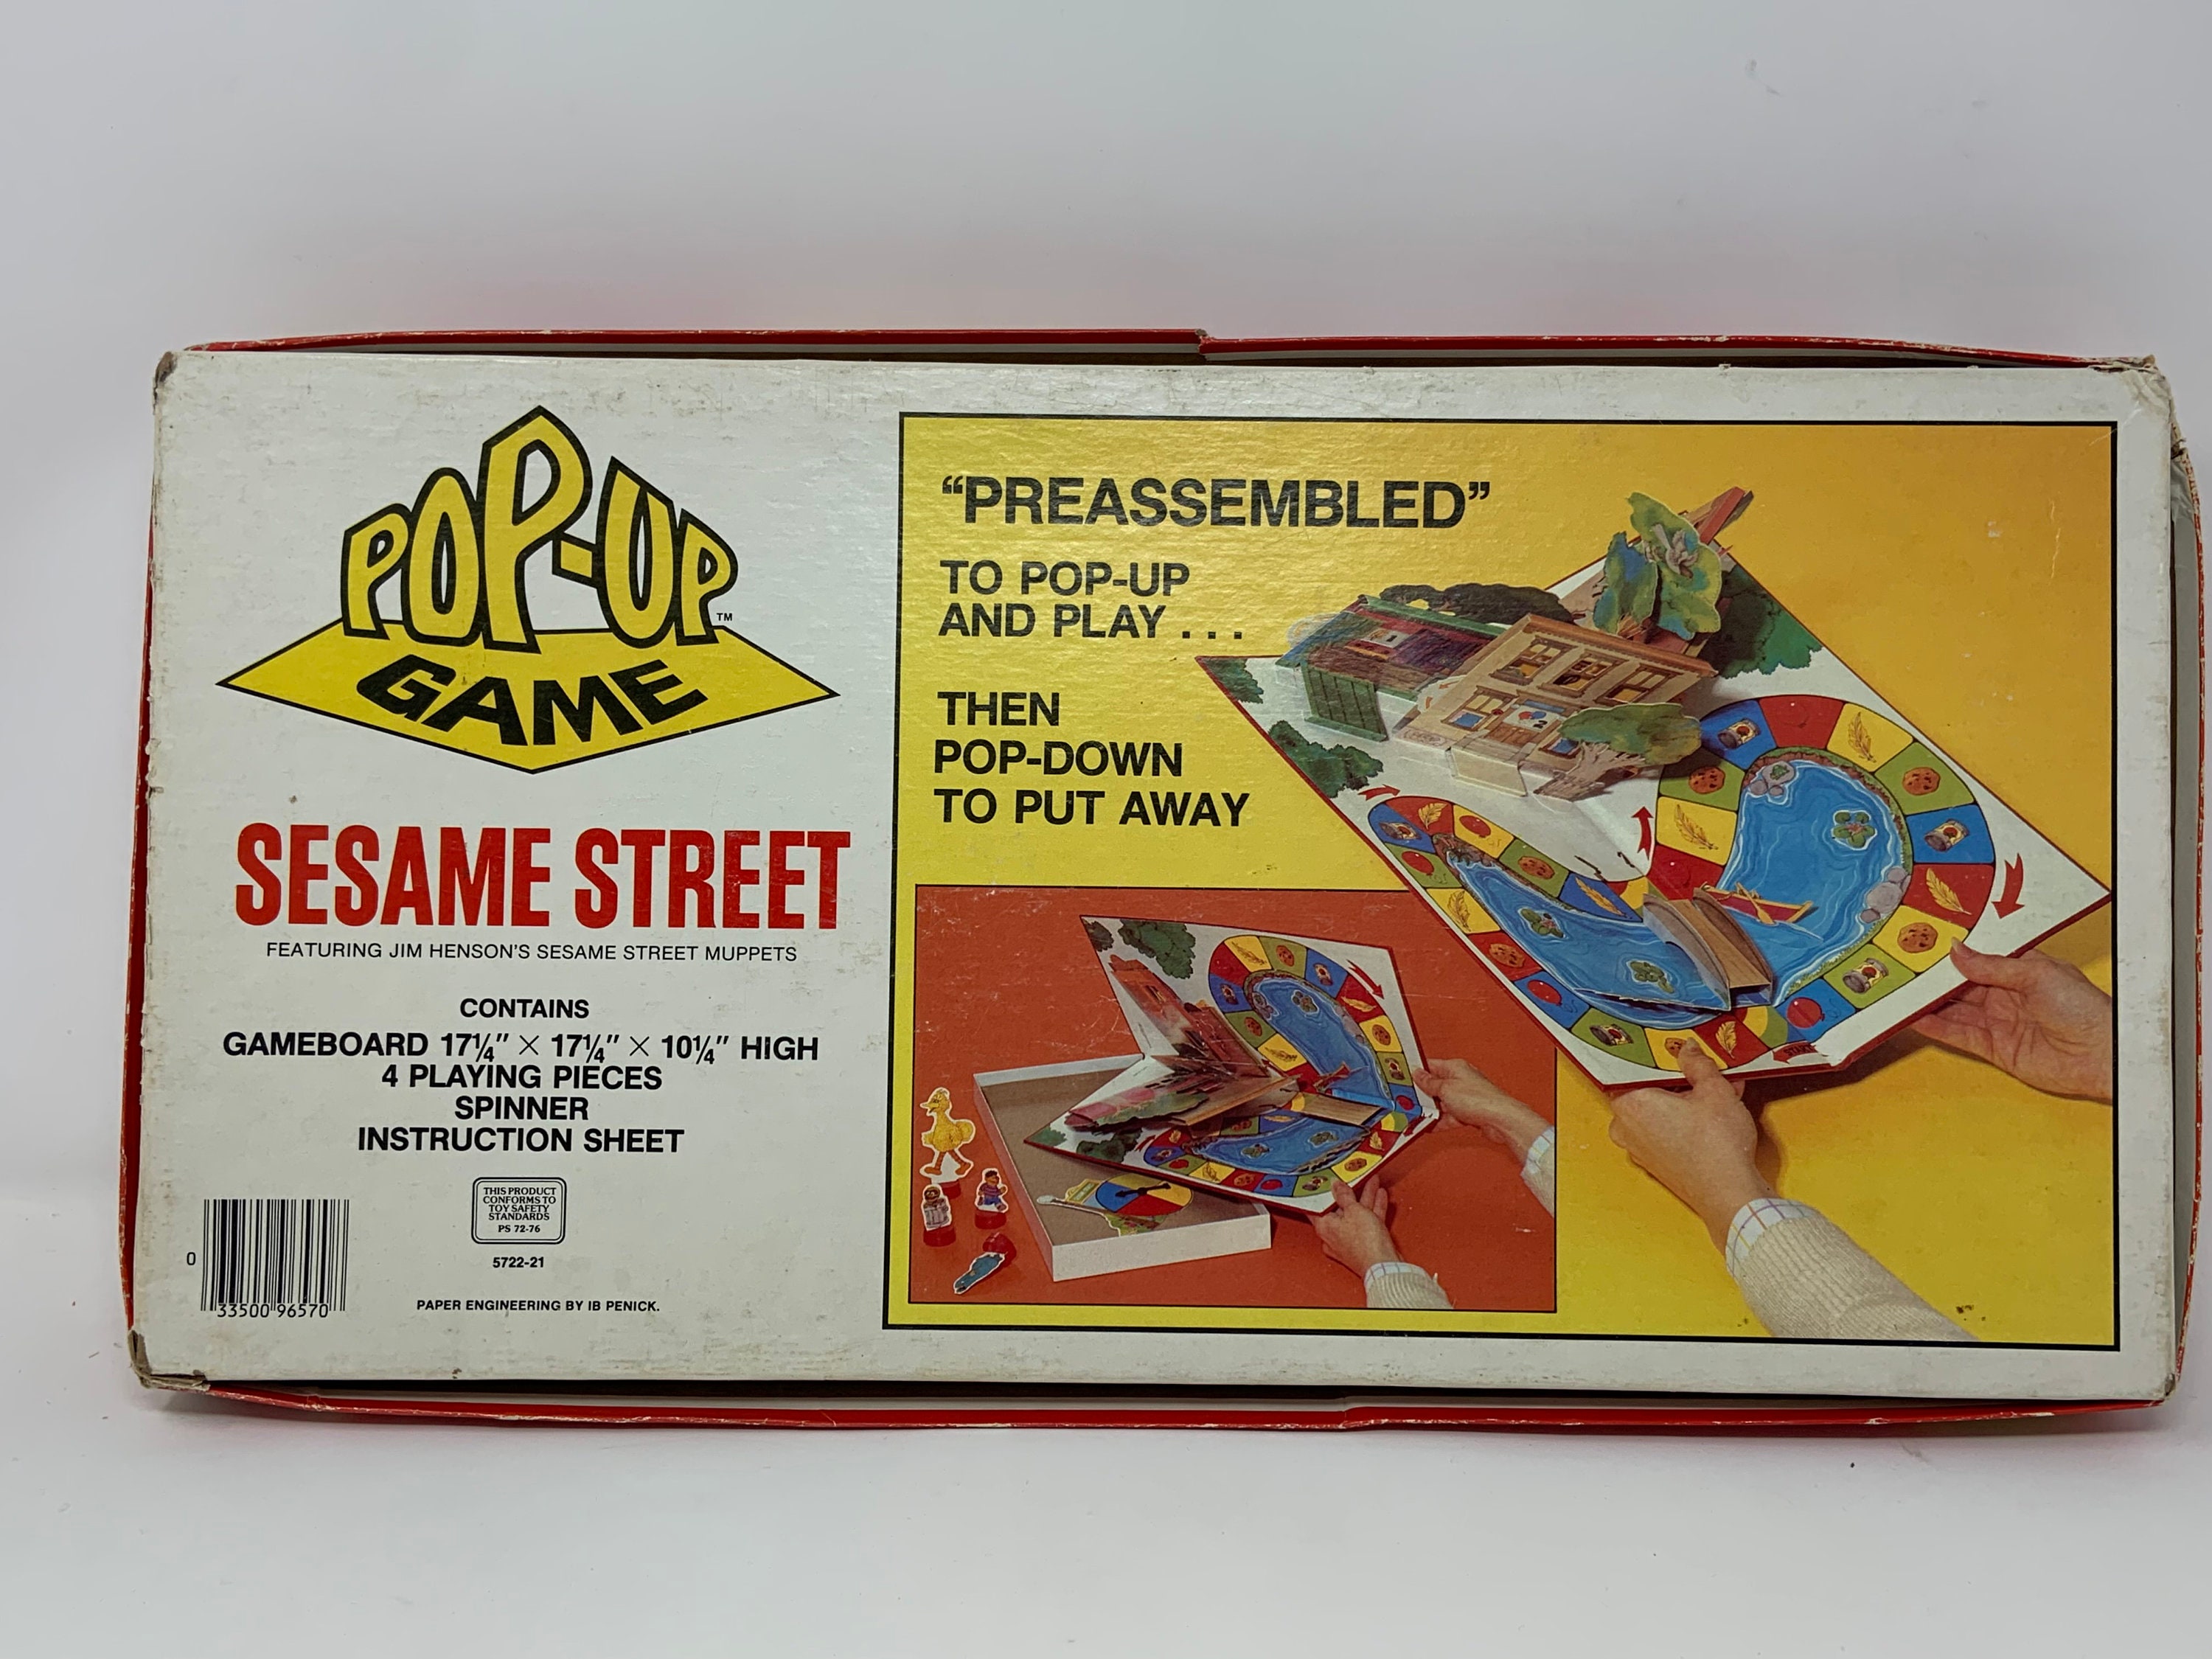 POP-UP
TM
GAME
SESAME STREET
FEATURING JIM HENSON'S SESAME STREET MUPPETS
CONTAINS
GAMEBOARD 17¼" × 17¼" × 10¼" HIGH
4 PLAYING PIECES
SPINNER
INSTRUCTION SHEET
THIS PRODUCT
CONFORMS TO
TOY SAFETY
STANDARDS
PS 72-76
5722-21
0
33500 96570
PAPER ENGINEERING BY IB PENICK.
“PREASSEMBLED”
TO POP-UP
AND PLAY . . .
THEN
POP-DOWN
TO PUT AWAY
START